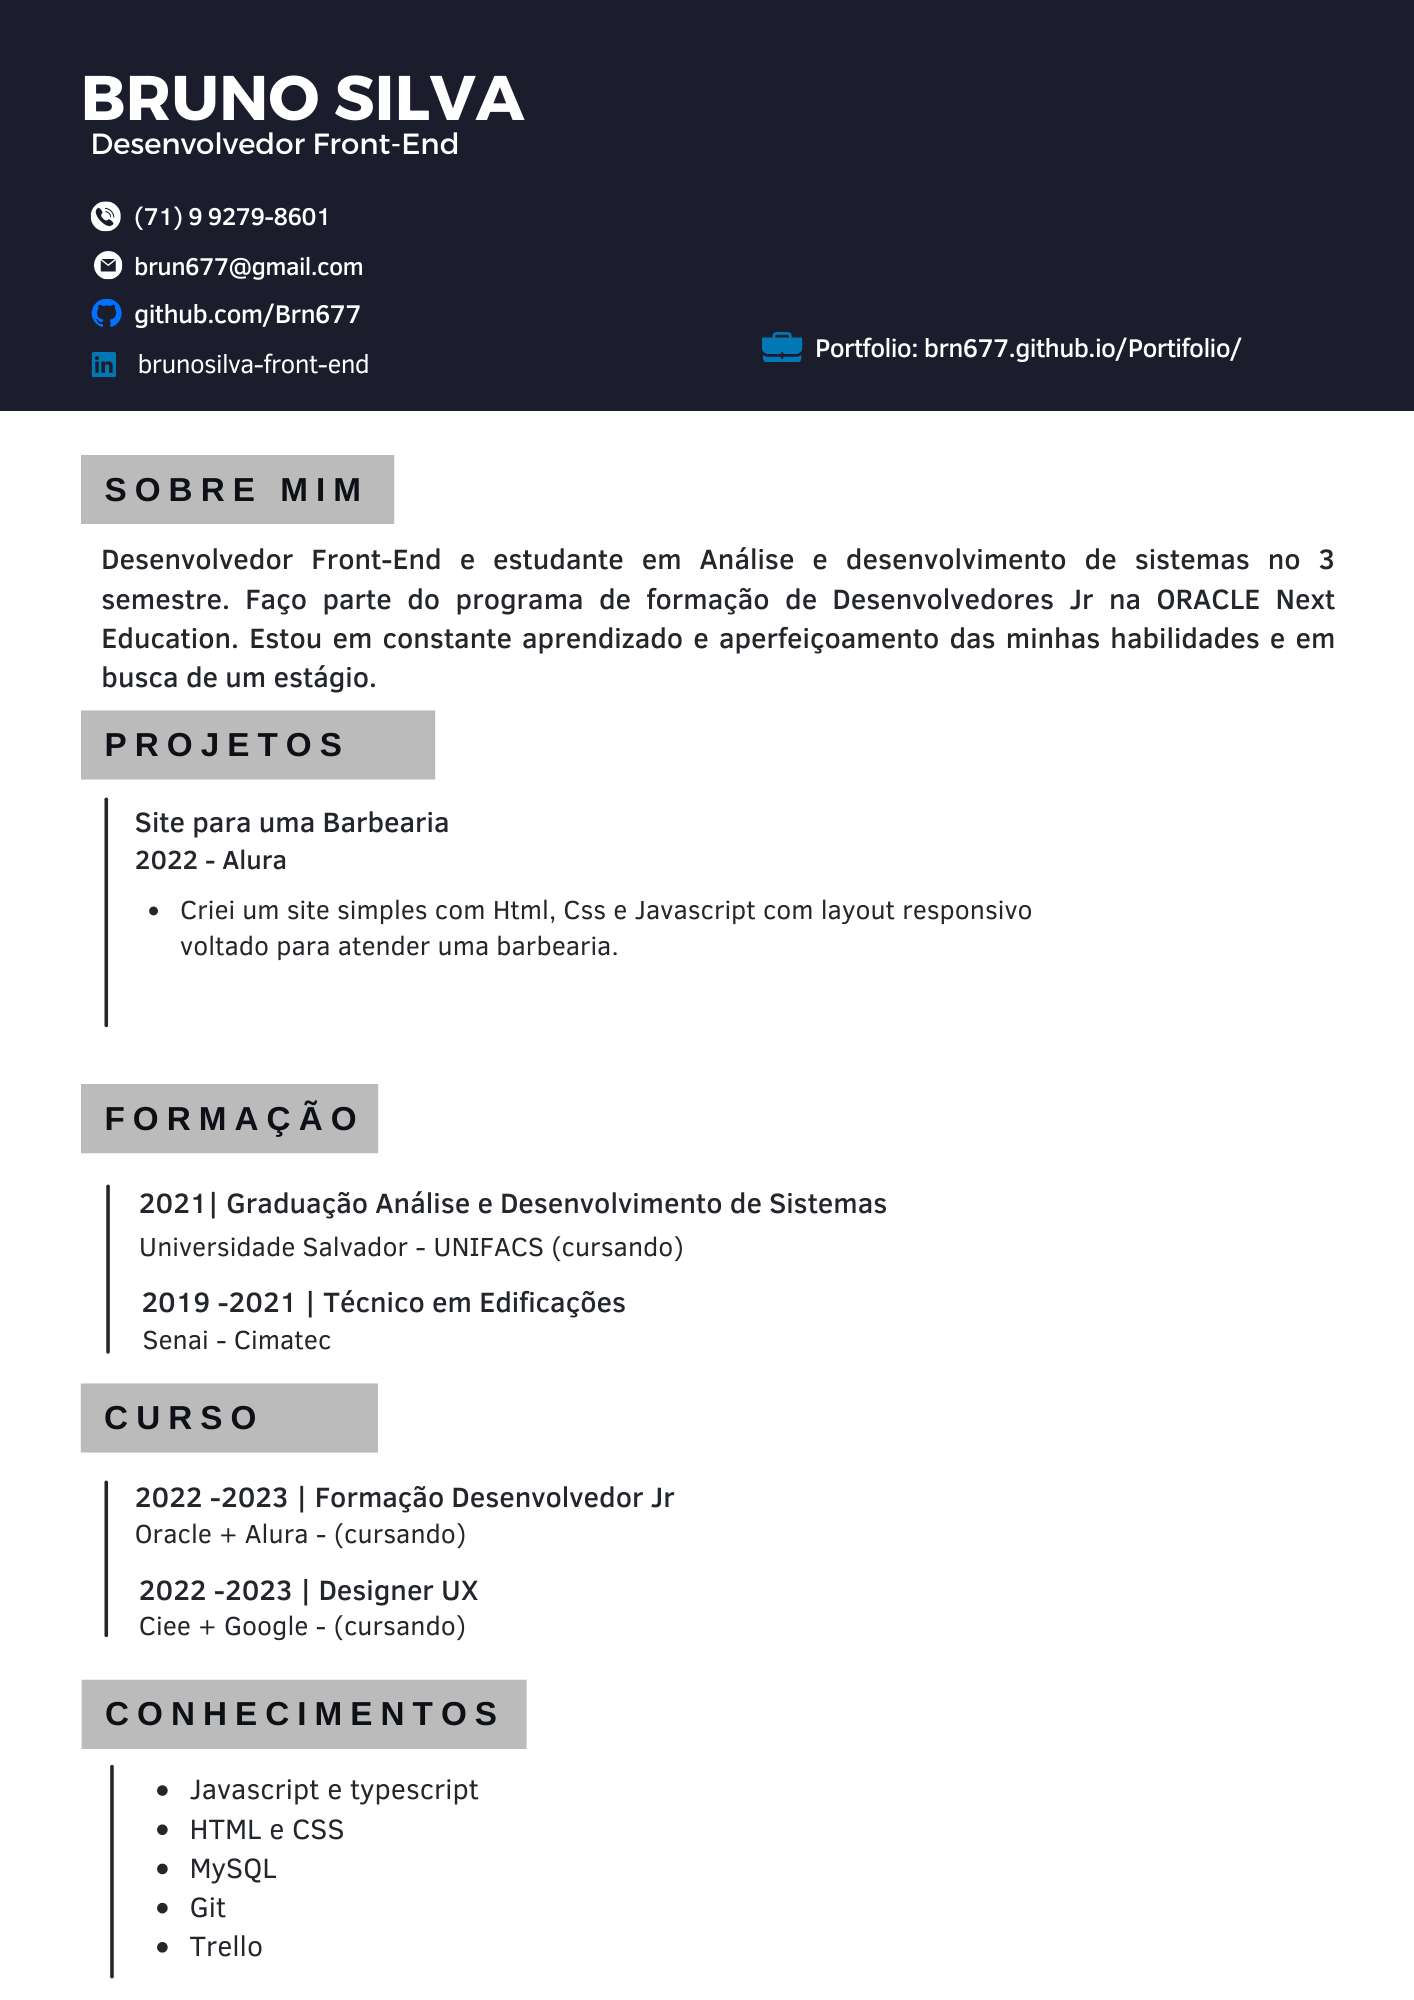 BRUNO SILVA
Desenvolvedor Front-End
(71) 9 9279-8601
brun677@gmail.com
github.com/Brn677
brunosilva-front-end
Portfolio: brn677.github.io/Portifolio/
SOBRE MIM
Desenvolvedor Front-End e estudante em Análise e desenvolvimento de sistemas no 3
semestre. Faço parte do programa de formação de Desenvolvedores Jr na ORACLE Next
Education. Estou em constante aprendizado e aperfeiçoamento das minhas habilidades e em
busca de um estágio.
PROJETOS
Site para uma Barbearia
2022 - Alura
• Criei um site simples com Html, Css e Javascript com layout responsivo
voltado para atender uma barbearia.
FORMAÇÃO
2021| Graduação Análise e Desenvolvimento de Sistemas
Universidade Salvador - UNIFACS (cursando)
2019 -2021 | Técnico em Edificações
Senai - Cimatec
CURSO
2022 -2023 | Formação Desenvolvedor Jr
Oracle + Alura - (cursando)
2022 -2023 | Designer UX
Ciee + Google - (cursando)
CONHECIMENTOS
• Javascript e typescript
• HTML e CSS
• MySQL
• Git
• Trello